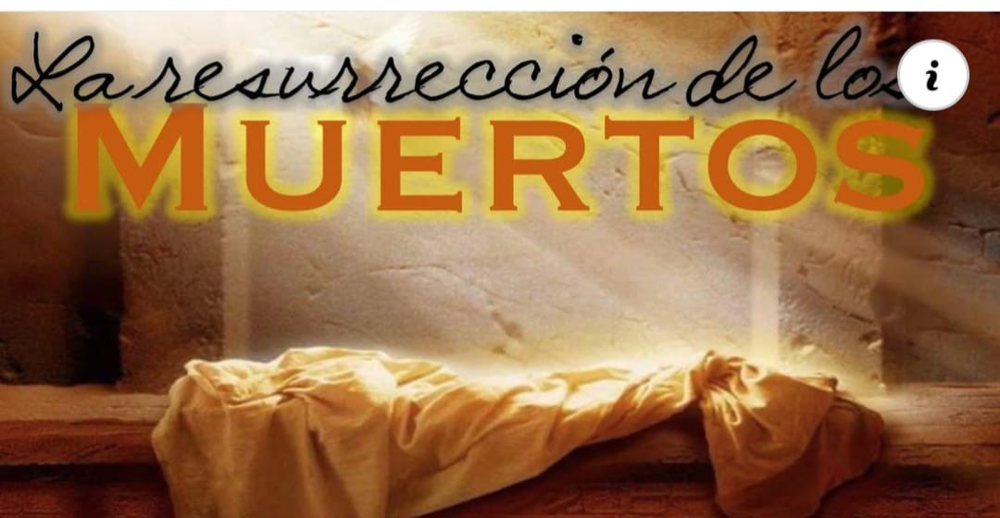 La resurrección de los
MUERTOS
i